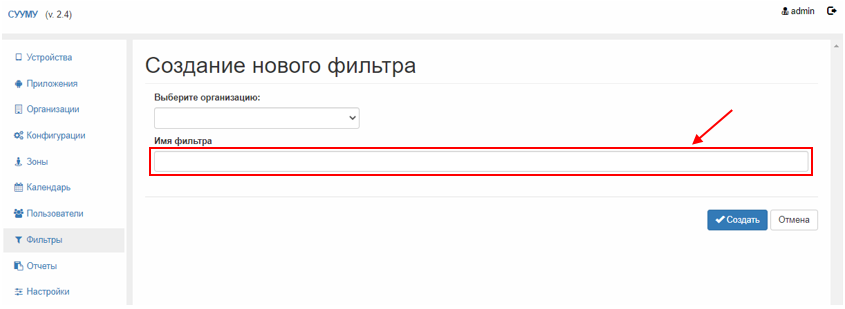 СУУМУ (v. 2.4)
admin
Устройства
Приложения
Организации
Конфигурации
Зоны
Календарь
Пользователи
Фильтры
Отчеты
Настройки
Создание нового фильтра
Выберите организацию:
Имя фильтра
Создать
Отмена